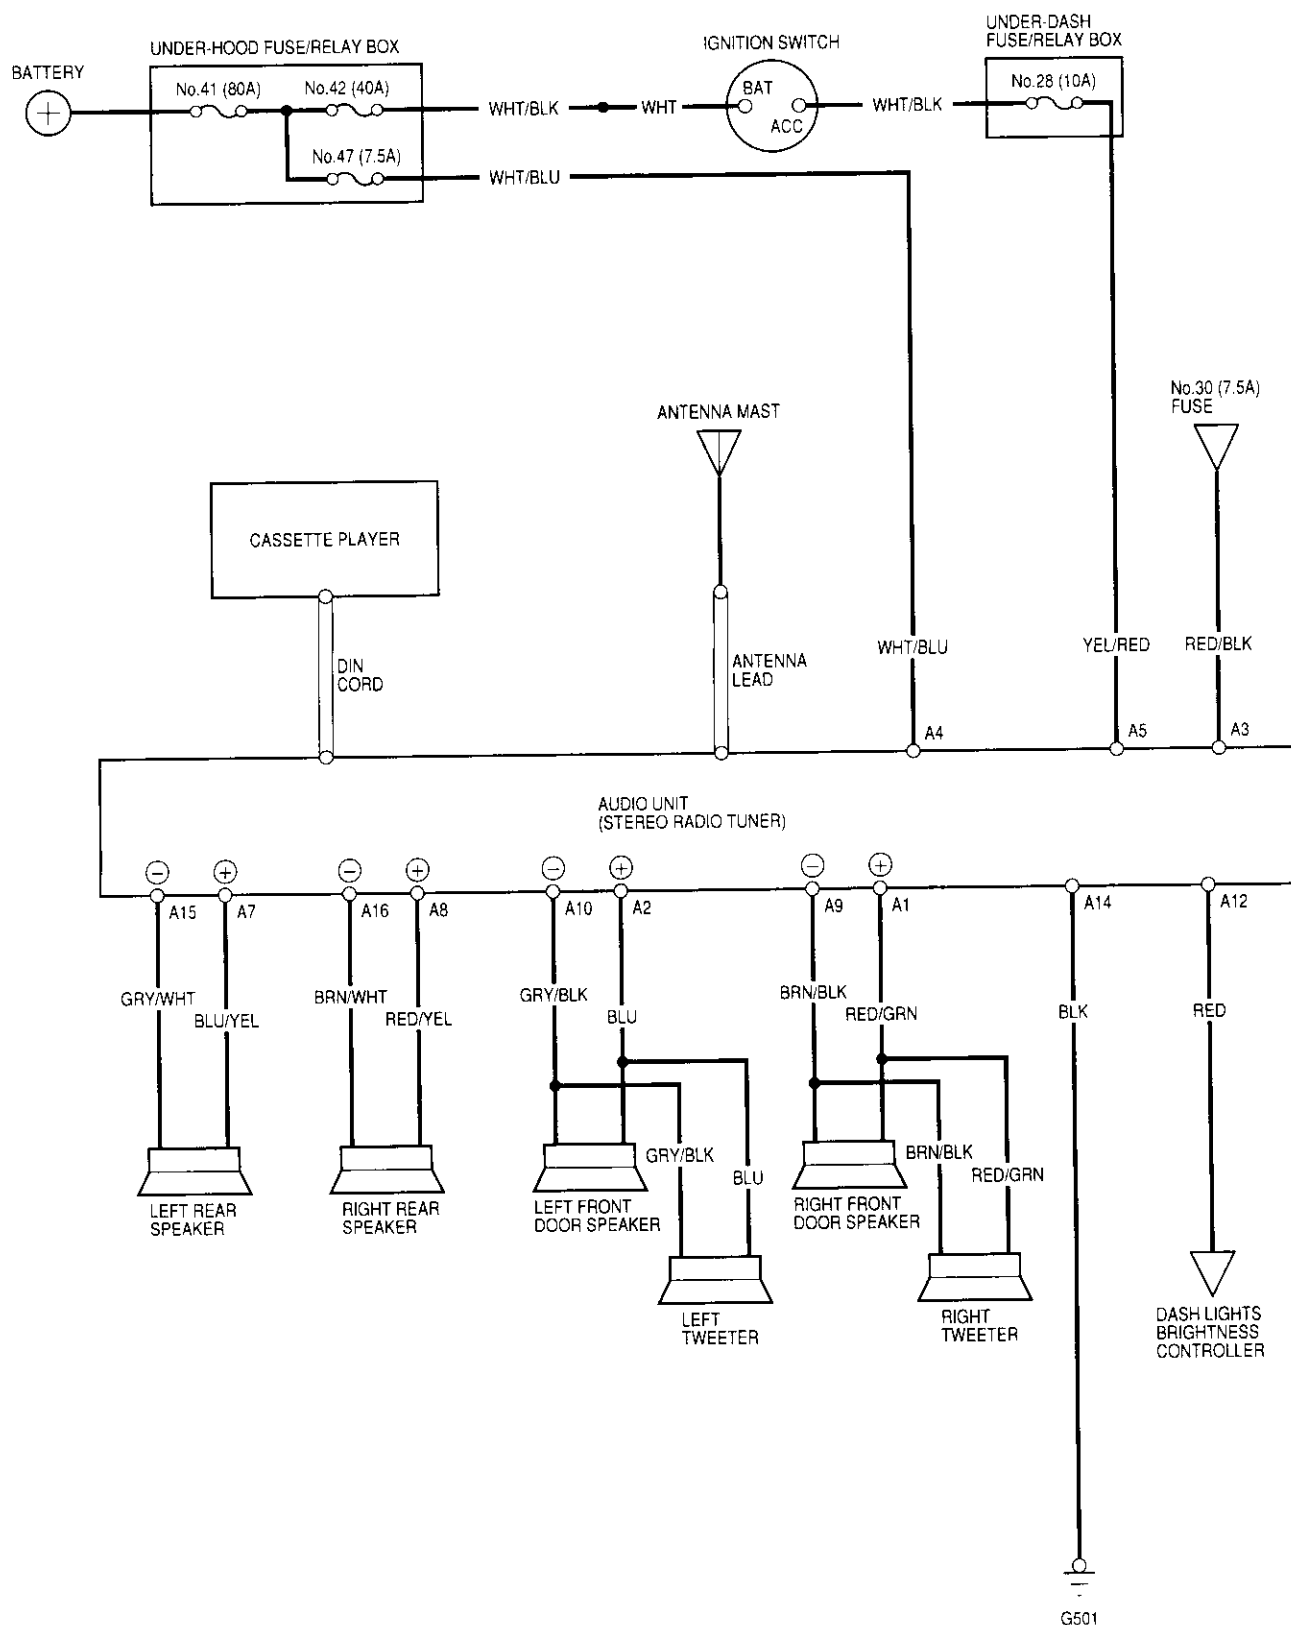 UNDER-HOOD FUSE/RELAY BOX
IGNITION SWITCH
UNDER-DASH
FUSE/RELAY BOX
BATTERY
No.41 (80A)
No.42 (40A)
No.28 (10A)
BAT
ACC
WHT/BLK
WHT
WHT/BLK
No.47 (7.5A)
WHT/BLU
No.30 (7.5A)
FUSE
ANTENNA MAST
CASSETTE PLAYER
DIN
CORD
ANTENNA
LEAD
WHT/BLU
YEL/RED
RED/BLK
A4
A5
A3
AUDIO UNIT
(STEREO RADIO TUNER)
A15
A7
A16
A8
A10
A2
A9
A1
A14
A12
GRY/WHT
BLU/YEL
BRN/WHT
RED/YEL
GRY/BLK
BLU
BRN/BLK
RED/GRN
BLK
RED
GRY/BLK
BLU
BRN/BLK
RED/GRN
LEFT REAR
SPEAKER
RIGHT REAR
SPEAKER
LEFT FRONT
DOOR SPEAKER
RIGHT FRONT
DOOR SPEAKER
LEFT
TWEETER
RIGHT
TWEETER
DASH LIGHTS
BRIGHTNESS
CONTROLLER
G501